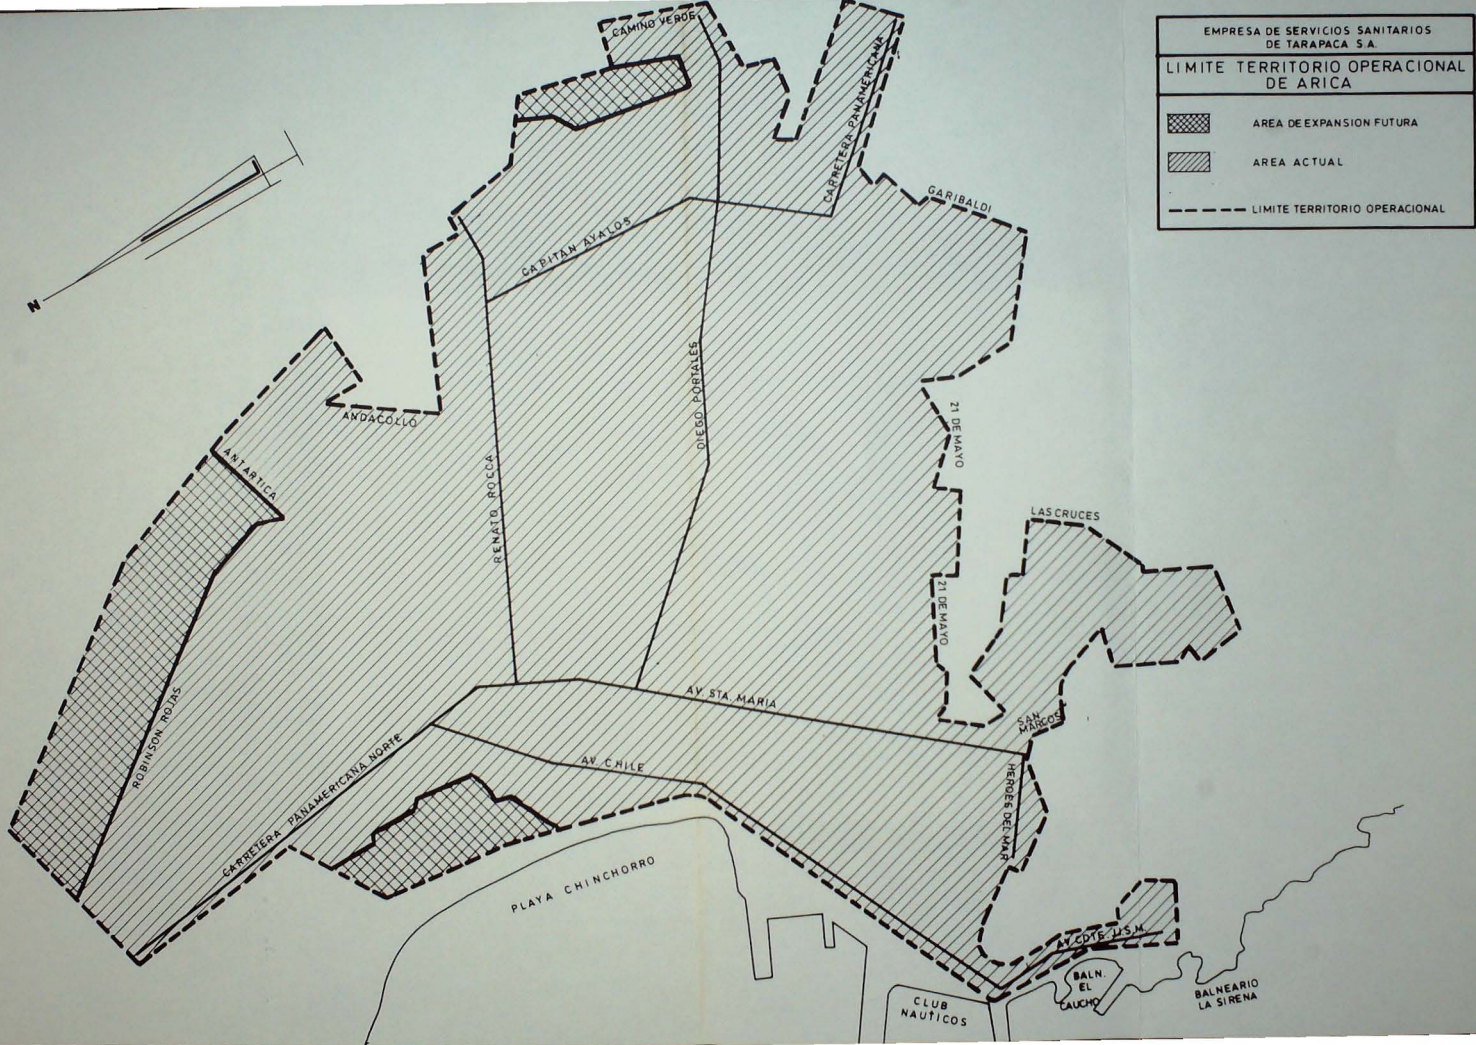 EMPRESA DE SERVICIOS SANITARIOS
DE TARAPACA S.A.
LIMITE TERRITORIO OPERACIONAL
DE ARICA
AREA DE EXPANSION FUTURA
AREA ACTUAL
LIMITE TERRITORIO OPERACIONAL
CAMINO VERDE
CARRETERA PANAMERICANA
GARIBALDI
CAPITAN AVALOS
N
DIEGO PORTALES
ANDACOLLO
21 DE MAYO
ANTARTICA
RENATO ROCCA
LAS CRUCES
21 DE MAYO
ROBINSON ROJAS
AV. STA. MARIA
SAN
MARCOS
CARRETERA PANAMERICANA NORTE
AV. CHILE
HEROES DEL MAR
PLAYA CHINCHORRO
AV. CDTE. J.S.M.
BALN.
EL
CAUCHO
BALNEARIO
LA SIRENA
CLUB
NAUTICOS